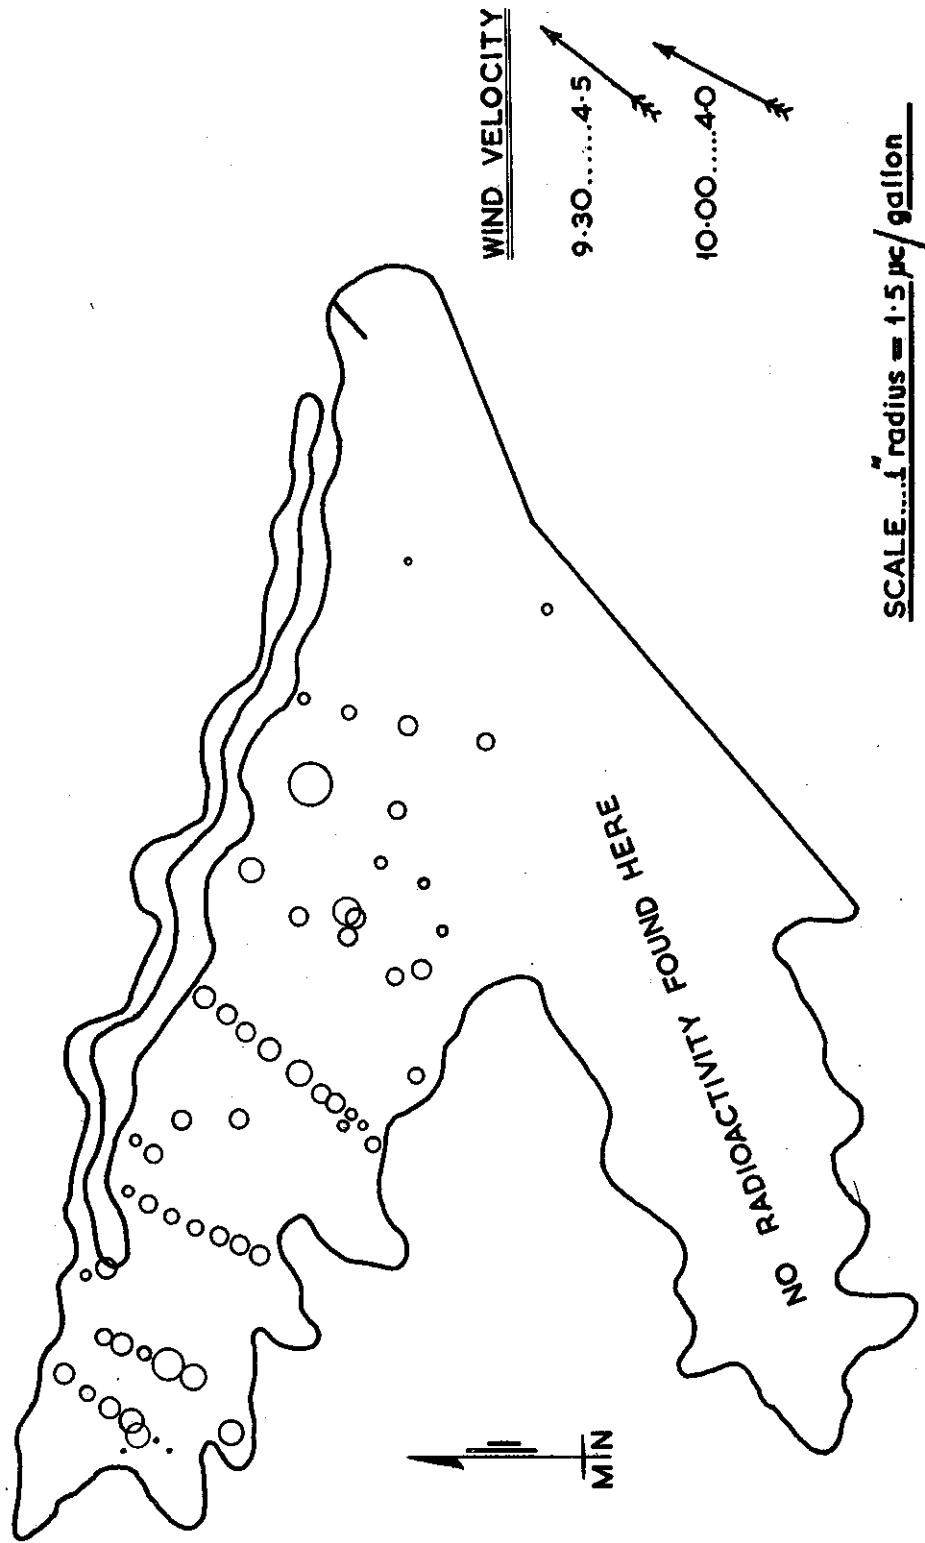 WIND VELOCITY
9·30......4·5
10·00.....4·0
SCALE....1" radius = 1·5 µc/gallon
NO RADIOACTIVITY FOUND HERE
MIN